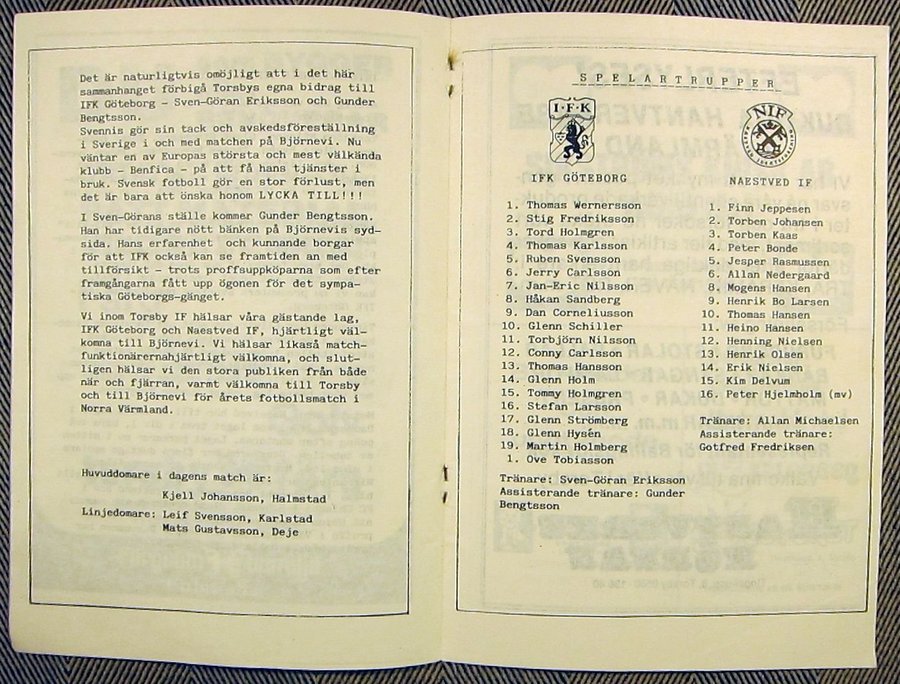 Det är naturligtvis omöjligt att i det här
sammanhanget förbigå Torsbys egna bidrag till
IFK Göteborg - Sven-Göran Eriksson och Gunder
Bengtsson.
Svennis gör sin tack och avskedsföreställning
i Sverige i och med matchen på Björnevi. Nu
väntar en av Europas största och mest välkända
klubb - Benfica - på att få hans tjänster i
bruk. Svensk fotboll gör en stor förlust, men
det är bara att önska honom LYCKA TILL!!!
I Sven-Görans ställe kommer Gunder Bengtsson.
Han har tidigare nött bänken på Björnevis syd-
sida. Hans erfarenhet och kunnande borgar
för att IFK också kan se framtiden an med
tillförsikt - trots proffsuppköparna som efter
framgångarna fått upp ögonen för det sympa-
tiska Göteborgs-gänget.
Vi inom Torsby IF hälsar våra gästande lag,
IFK Göteborg och Naestved IF, hjärtligt väl-
komna till Björnevi. Vi hälsar likaså match-
funktionärernahjärtligt välkomna, och slut-
ligen hälsar vi den stora publiken från både
när och fjärran, varmt välkomna till Torsby
och till Björnevi för årets fotbollsmatch i
Norra Värmland.
Huvuddomare i dagens match är:
Kjell Johansson, Halmstad
Linjedomare: Leif Svensson, Karlstad
Mats Gustavsson, Deje
SPELARTRUPPER
I·F·K
IFK GÖTEBORG
1. Thomas Wernersson
2. Stig Fredriksson
3. Tord Holmgren
4. Thomas Karlsson
5. Ruben Svensson
6. Jerry Carlsson
7. Jan-Eric Nilsson
8. Håkan Sandberg
9. Dan Corneliusson
10. Glenn Schiller
11. Torbjörn Nilsson
12. Conny Carlsson
13. Thomas Hansson
14. Glenn Holm
15. Tommy Holmgren
16. Stefan Larsson
17. Glenn Strömberg
18. Glenn Hysén
19. Martin Holmberg
1. Ove Tobiasson
Tränare: Sven-Göran Eriksson
Assisterande tränare: Gunder
Bengtsson
NIF
NAESTVED IF
1. Finn Jeppesen
2. Torben Johansen
3. Torben Kaas
4. Peter Bonde
5. Jesper Rasmussen
6. Allan Nedergaard
8. Mogens Hansen
9. Henrik Bo Larsen
10. Thomas Hansen
11. Heino Hansen
12. Henning Nielsen
13. Henrik Olsen
14. Erik Nielsen
15. Kim Delvum
16. Peter Hjelmholm (mv)
Tränare: Allan Michaelsen
Assisterande tränare:
Gotfred Fredriksen